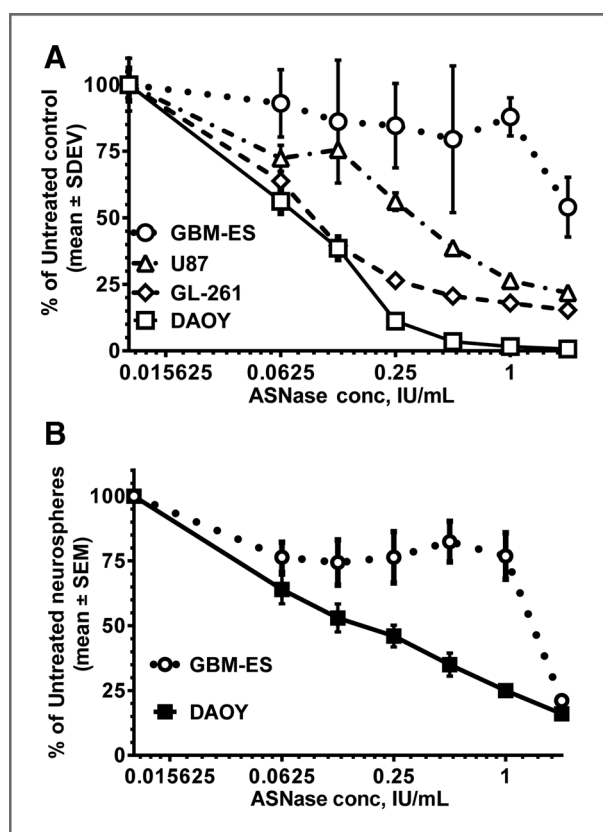 A
% of Untreated control
(mean ± SDEV)
100
75
50
25
0
GBM-ES
U87
GL-261
DAOY
0.015625 0.0625 0.25 1
ASNase conc, IU/mL
B
% of Untreated neurospheres
(mean ± SEM)
100
75
50
25
0
GBM-ES
DAOY
0.015625 0.0625 0.25 1
ASNase conc, IU/mL